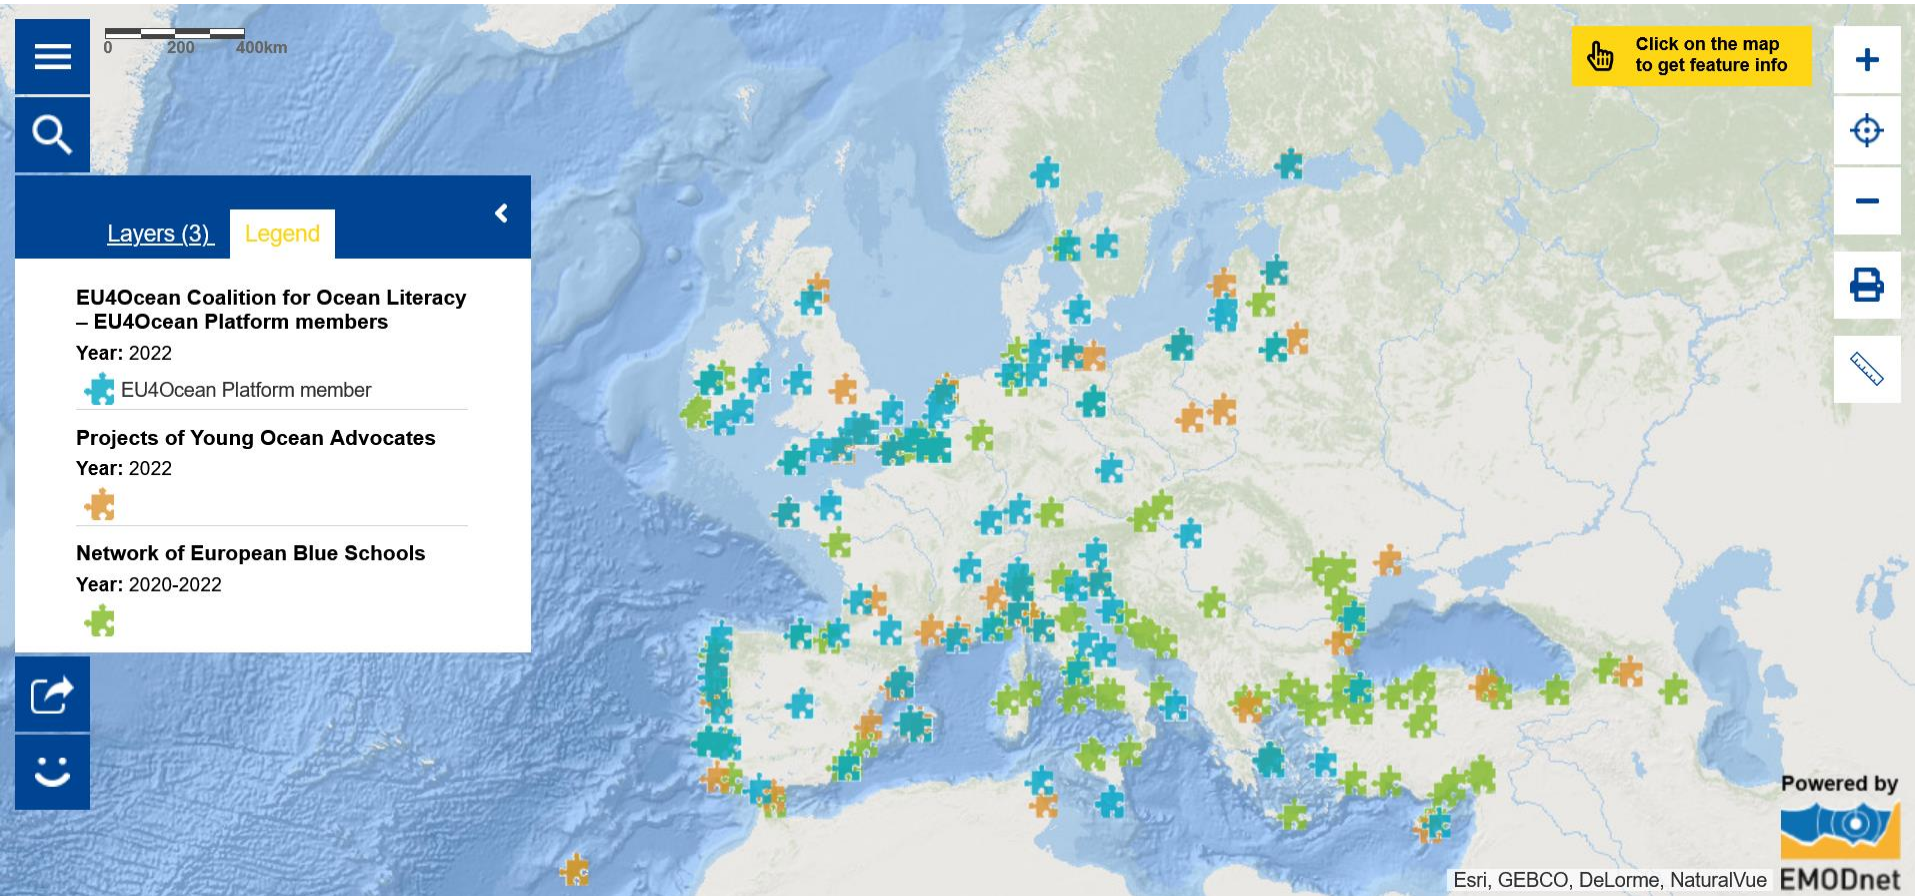 0 200 400km
Click on the map
to get feature info
Layers (3)
Legend
EU4Ocean Coalition for Ocean Literacy
– EU4Ocean Platform members
Year: 2022
EU4Ocean Platform member
Projects of Young Ocean Advocates
Year: 2022
Network of European Blue Schools
Year: 2020-2022
Powered by
EMODnet
Esri, GEBCO, DeLorme, NaturalVue